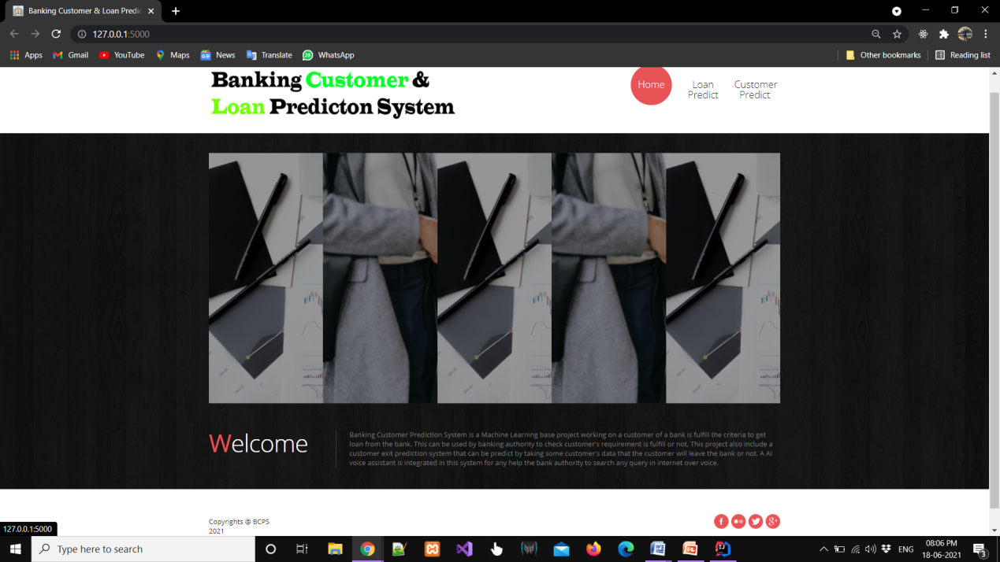 Banking Customer & Loan Predic
127.0.0.1:5000
Apps Gmail YouTube Maps News Translate WhatsApp Other bookmarks Reading list
Banking Customer &
Loan Predicton System
Home
Loan
Predict
Customer
Predict
Welcome
Banking Customer Prediction System is a Machine Learning base project working on a customer of a bank is fulfill the criteria to get
loan from the bank. This can be used by banking authority to check customer's requirement is fulfill or not. This project also include a
customer exit prediction system that can be predict by taking some customer's data that the customer will leave the bank or not. A AI
voice assistant is integrated in this system for any help the bank authority to search any query in internet over voice.
Copyrights @ BCPS
2021
127.0.0.1:5000
Type here to search
ENG
08:06 PM
18-06-2021
3